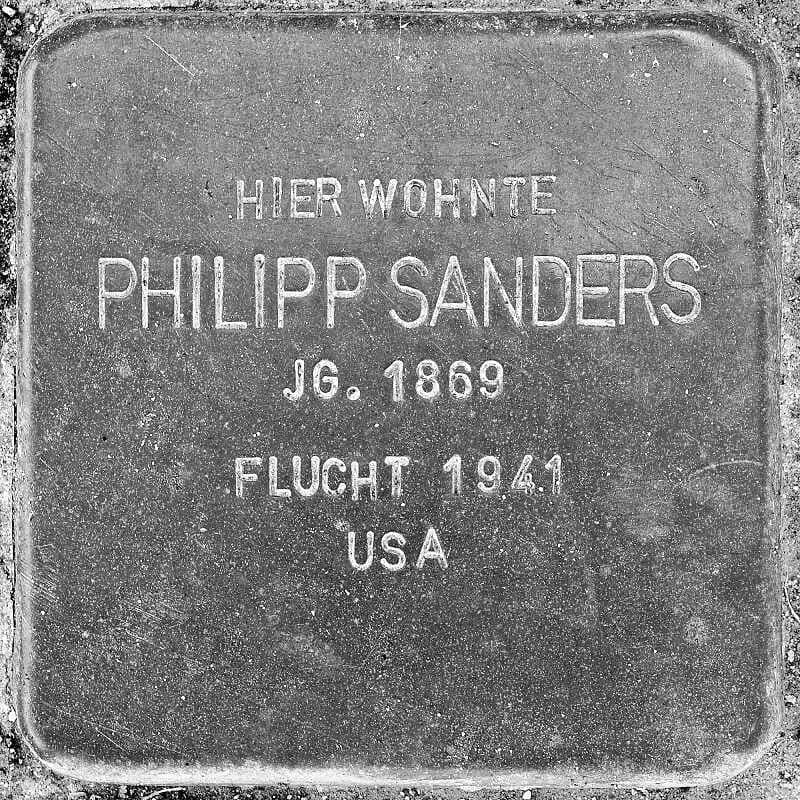 HIER WOHNTE
PHILIPP SANDERS
JG. 1869
FLUCHT 1941
USA